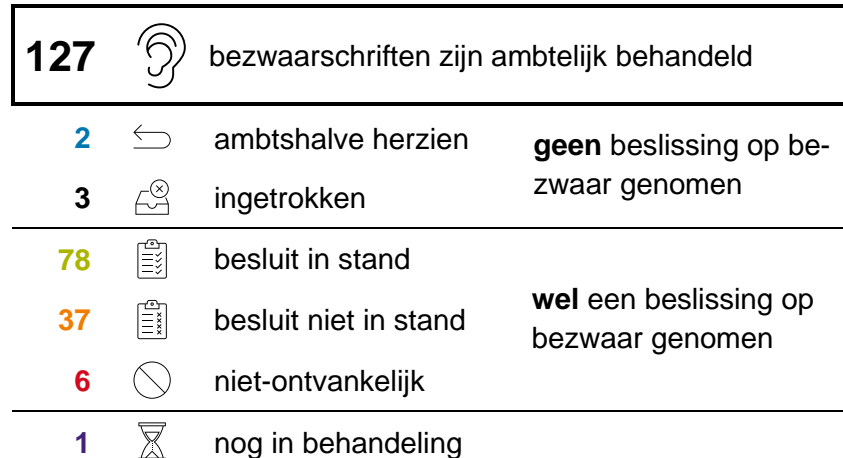 127 bezwaarschriften zijn ambtelijk behandeld
2 ambtshalve herzien
3 ingetrokken
geen beslissing op be-
zwaar genomen
78 besluit in stand
37 besluit niet in stand
6 niet-ontvankelijk
wel een beslissing op
bezwaar genomen
1 nog in behandeling